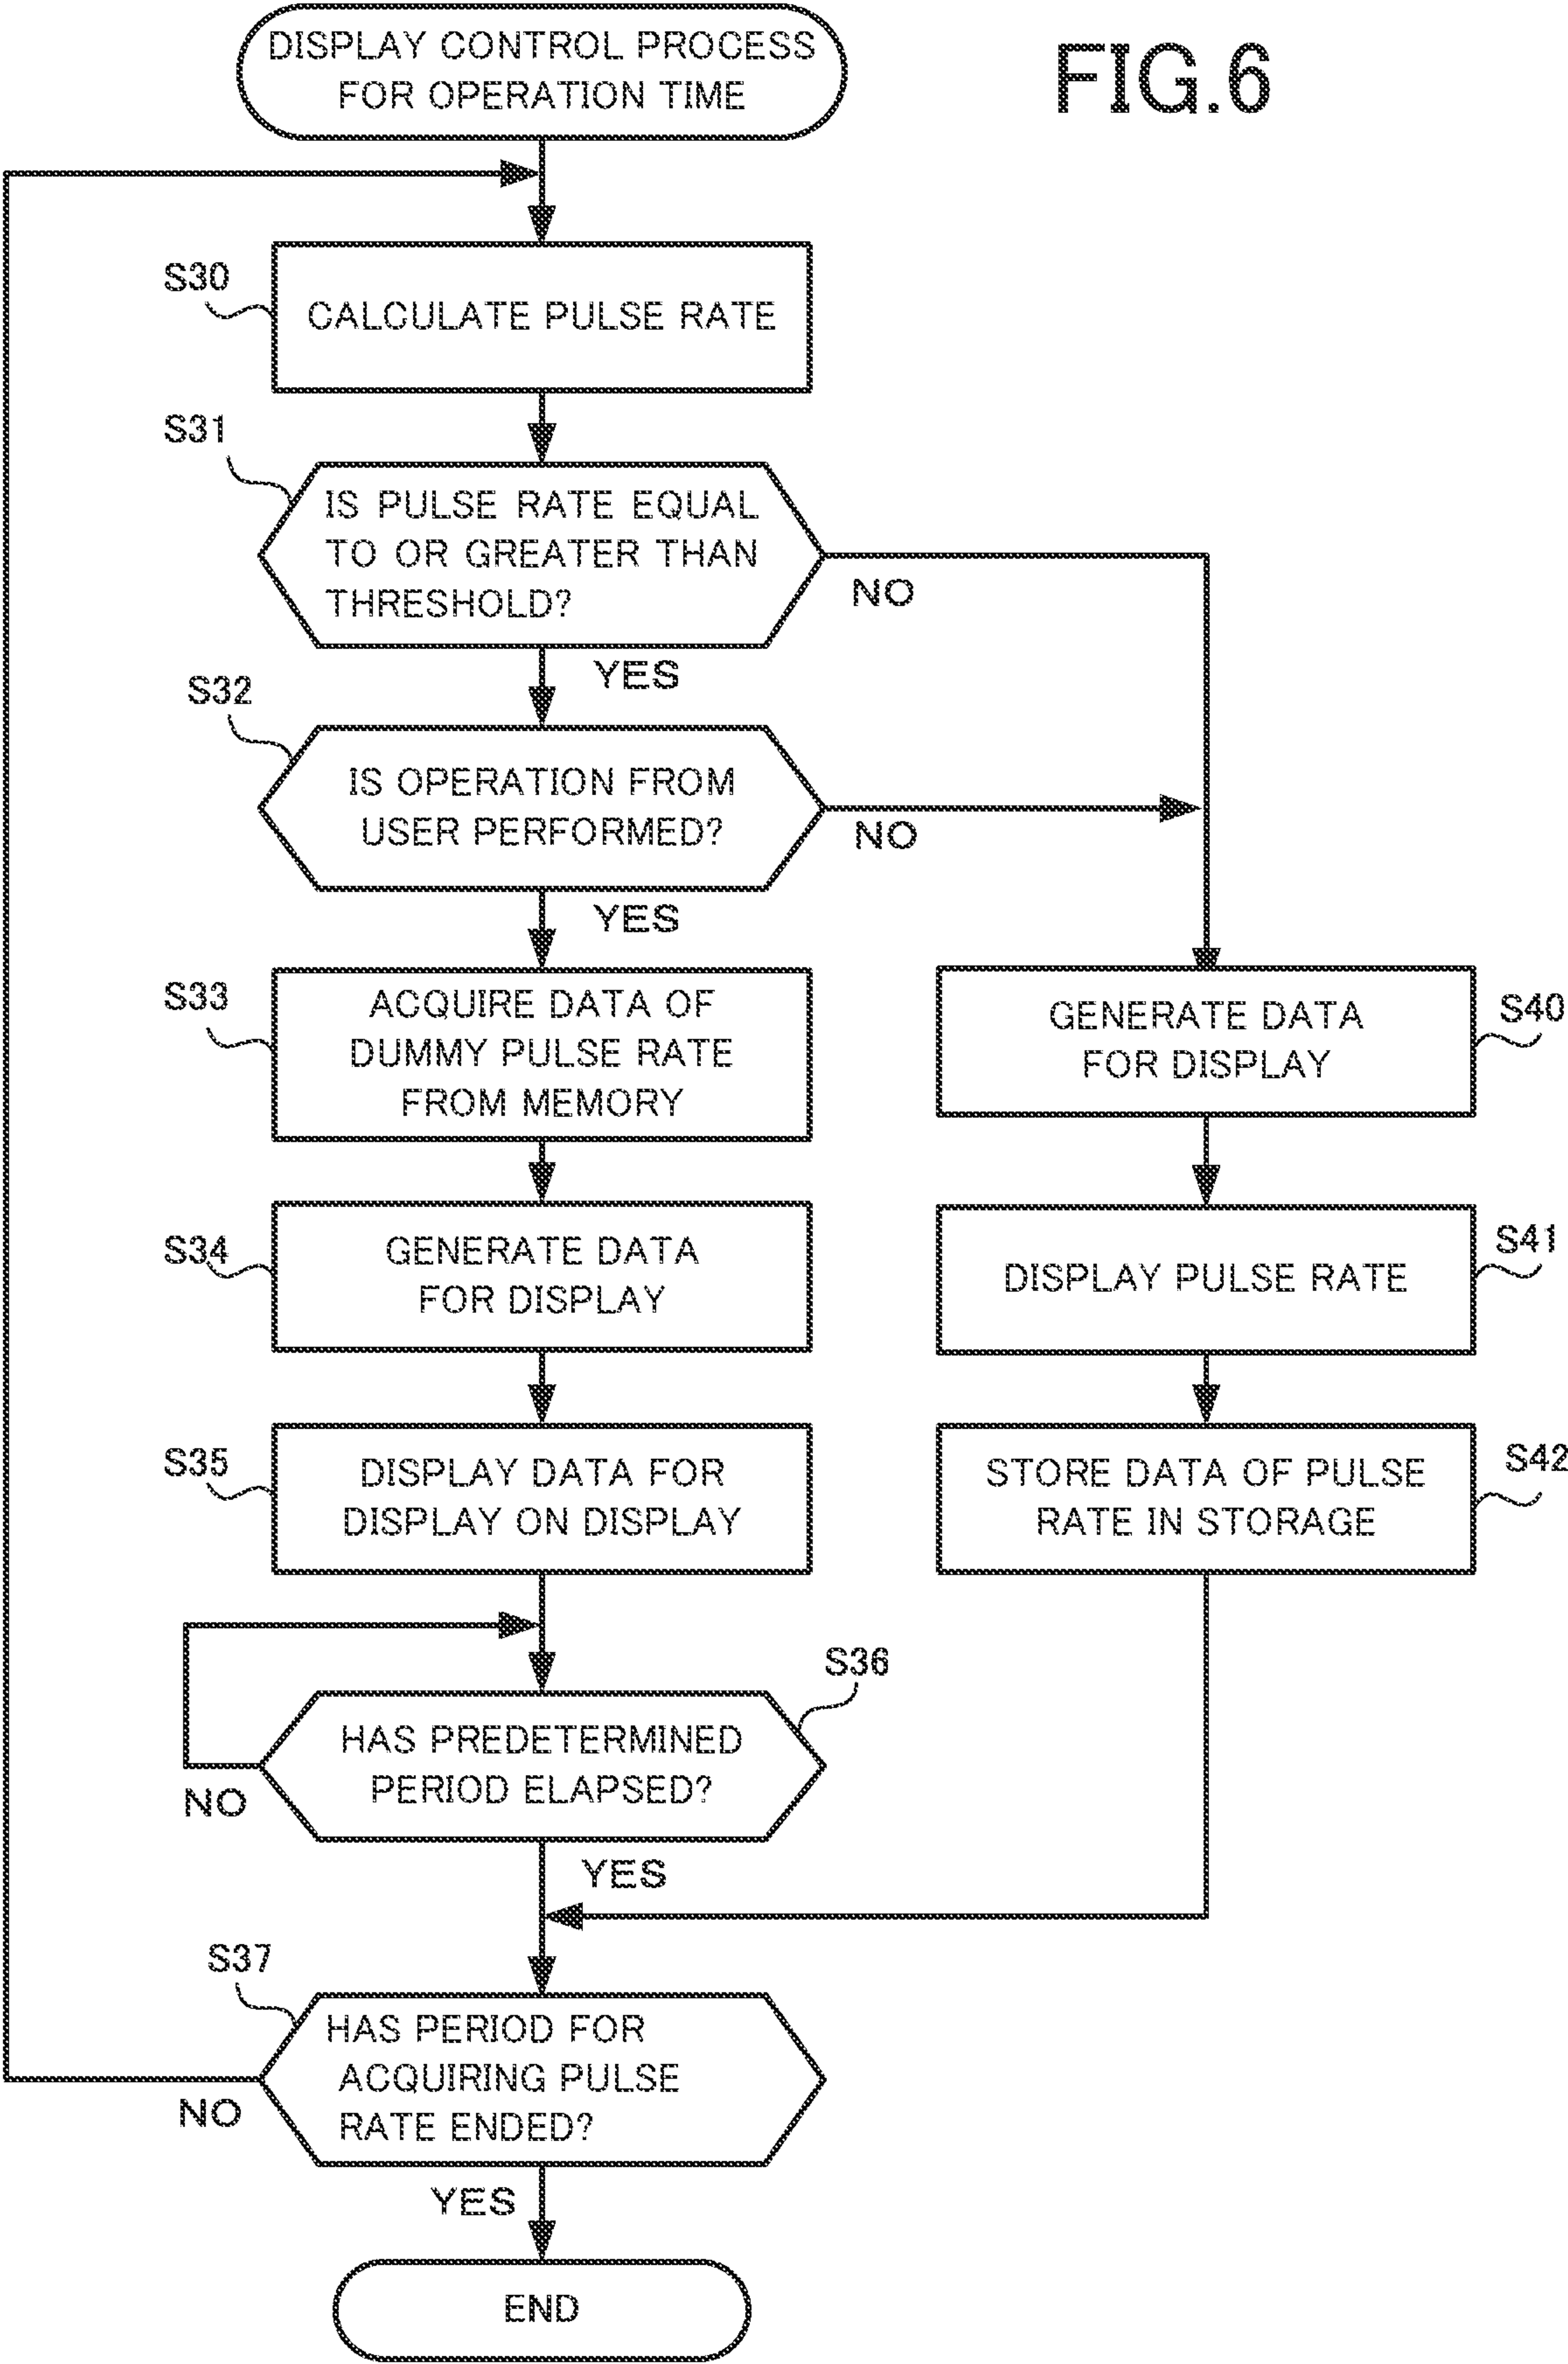 DISPLAY CONTROL PROCESS
FOR OPERATION TIME
FIG.6
S30
CALCULATE PULSE RATE
S31
IS PULSE RATE EQUAL
TO OR GREATER THAN
THRESHOLD?
NO
YES
S32
IS OPERATION FROM
USER PERFORMED?
NO
YES
S33
ACQUIRE DATA OF
DUMMY PULSE RATE
FROM MEMORY
S34
GENERATE DATA
FOR DISPLAY
S35
DISPLAY DATA FOR
DISPLAY ON DISPLAY
S36
HAS PREDETERMINED
PERIOD ELAPSED?
NO
YES
S40
GENERATE DATA
FOR DISPLAY
S41
DISPLAY PULSE RATE
S42
STORE DATA OF PULSE
RATE IN STORAGE
S37
HAS PERIOD FOR
ACQUIRING PULSE
RATE ENDED?
NO
YES
END